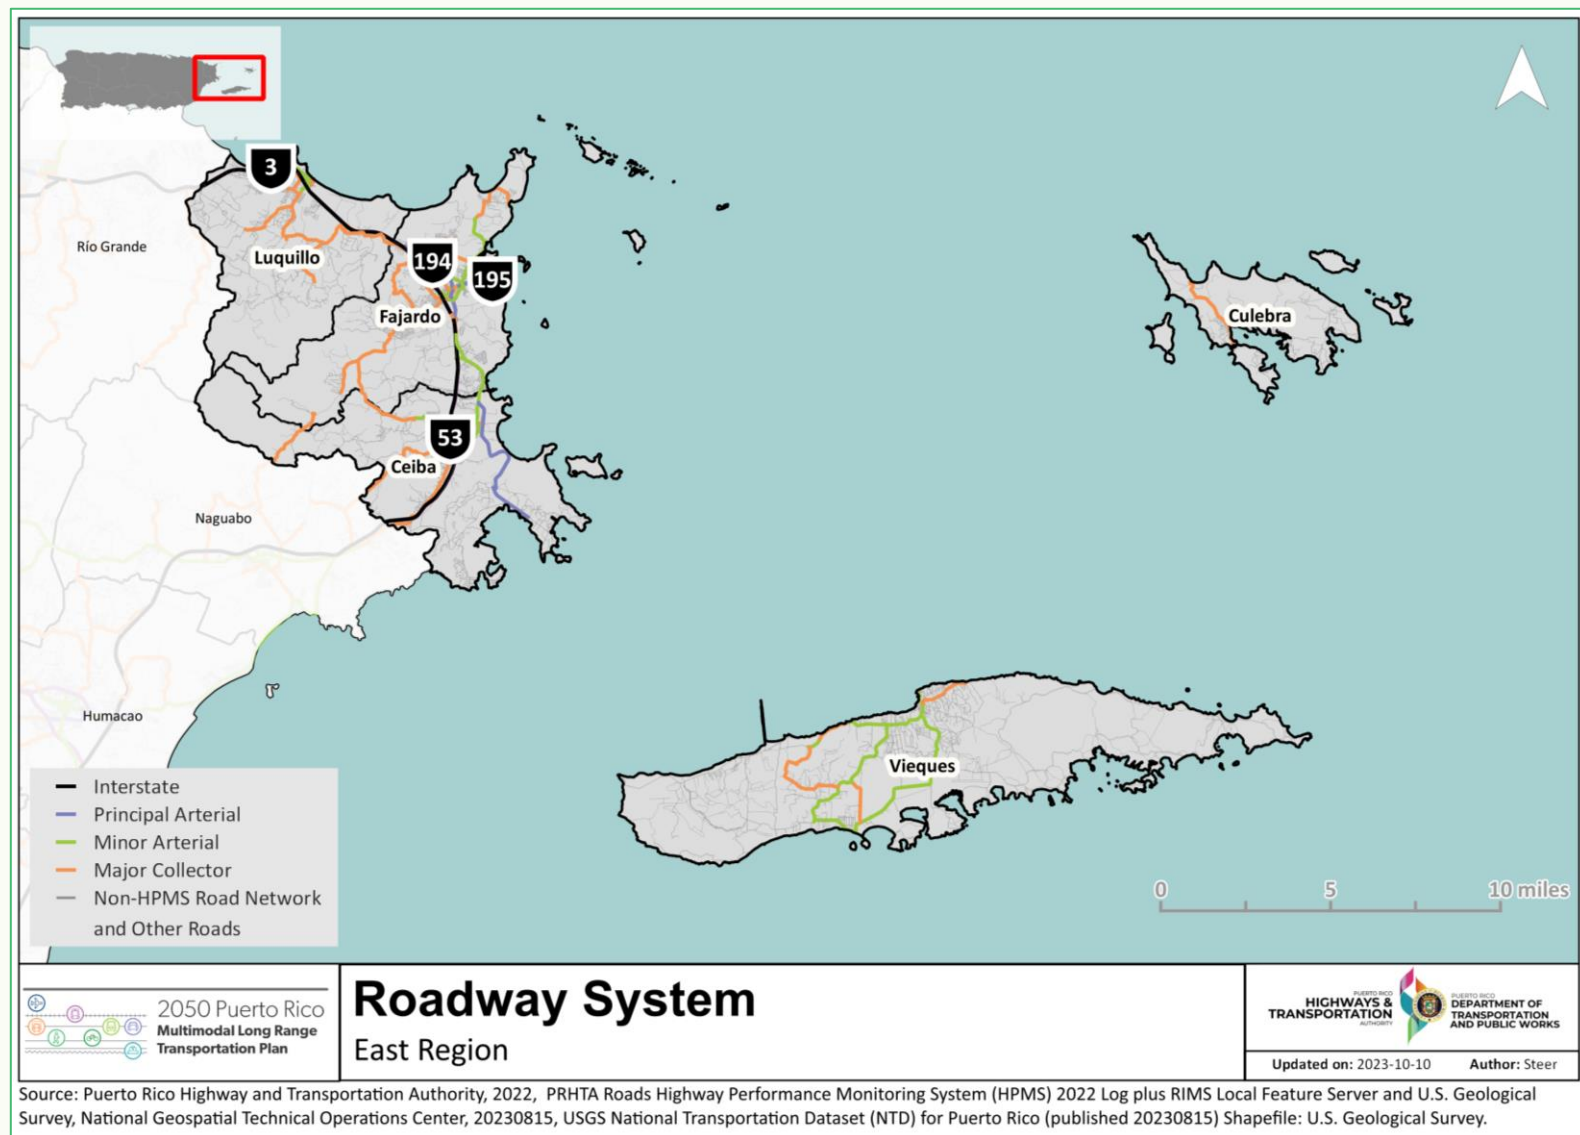 3
Río Grande
Luquillo
194
195
Fajardo
Culebra
53
Ceiba
Naguabo
Humacao
Vieques
Interstate
Principal Arterial
Minor Arterial
Major Collector
Non-HPMS Road Network
and Other Roads
0 5 10 miles
2050 Puerto Rico
Multimodal Long Range
Transportation Plan
Roadway System
East Region
PUERTO RICO
HIGHWAYS &
TRANSPORTATION
AUTHORITY
PUERTO RICO
DEPARTMENT OF
TRANSPORTATION
AND PUBLIC WORKS
Updated on: 2023-10-10 Author: Steer
Source: Puerto Rico Highway and Transportation Authority, 2022, PRHTA Roads Highway Performance Monitoring System (HPMS) 2022 Log plus RIMS Local Feature Server and U.S. Geological
Survey, National Geospatial Technical Operations Center, 20230815, USGS National Transportation Dataset (NTD) for Puerto Rico (published 20230815) Shapefile: U.S. Geological Survey.